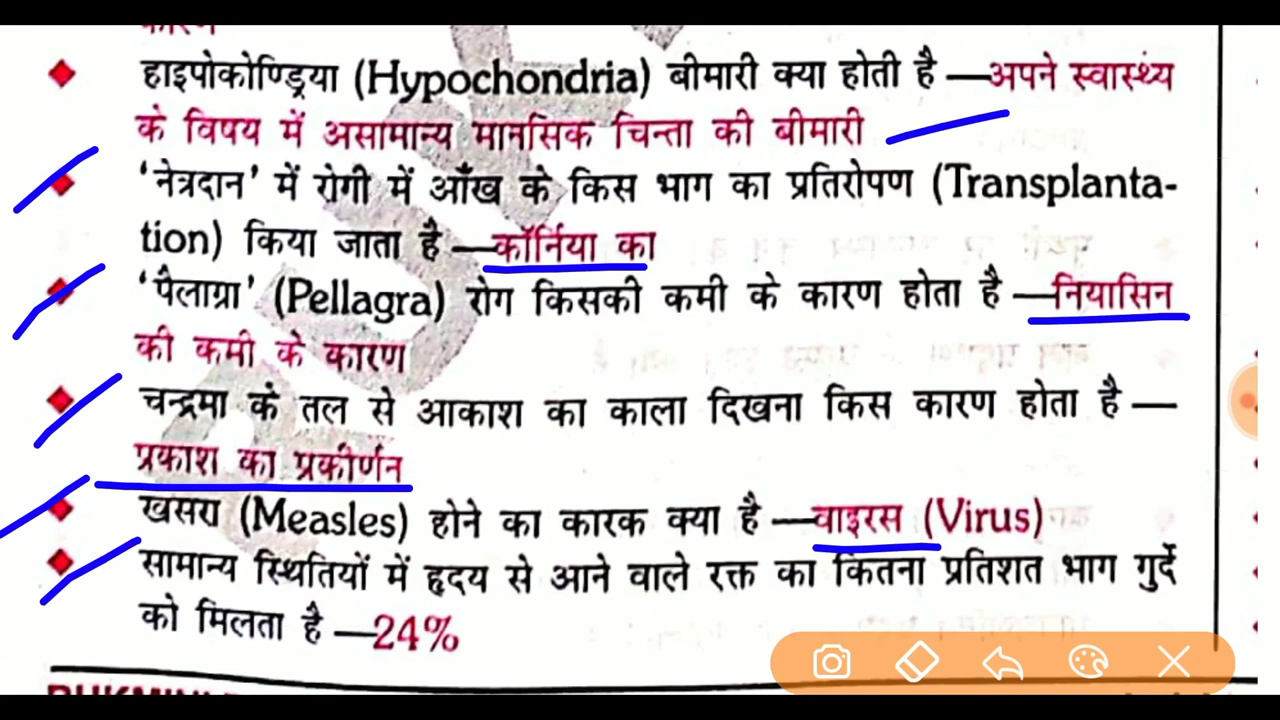 कारण
हाइपोकोण्ड्रिया (Hypochondria) बीमारी क्या होती है —अपने स्वास्थ्य
के विषय में असामान्य मानसिक चिन्ता की बीमारी
‘नेत्रदान’ में रोगी में आँख के किस भाग का प्रतिरोपण (Transplanta-
tion) किया जाता है —कॉर्निया का
‘पैलाग्रा’ (Pellagra) रोग किसकी कमी के कारण होता है —नियासिन
की कमी के कारण
चन्द्रमा के तल से आकाश का काला दिखना किस कारण होता है —
प्रकाश का प्रकीर्णन
खसरा (Measles) होने का कारक क्या है —वाइरस (Virus)
सामान्य स्थितियों में हृदय से आने वाले रक्त का कितना प्रतिशत भाग गुर्दे
को मिलता है —24%